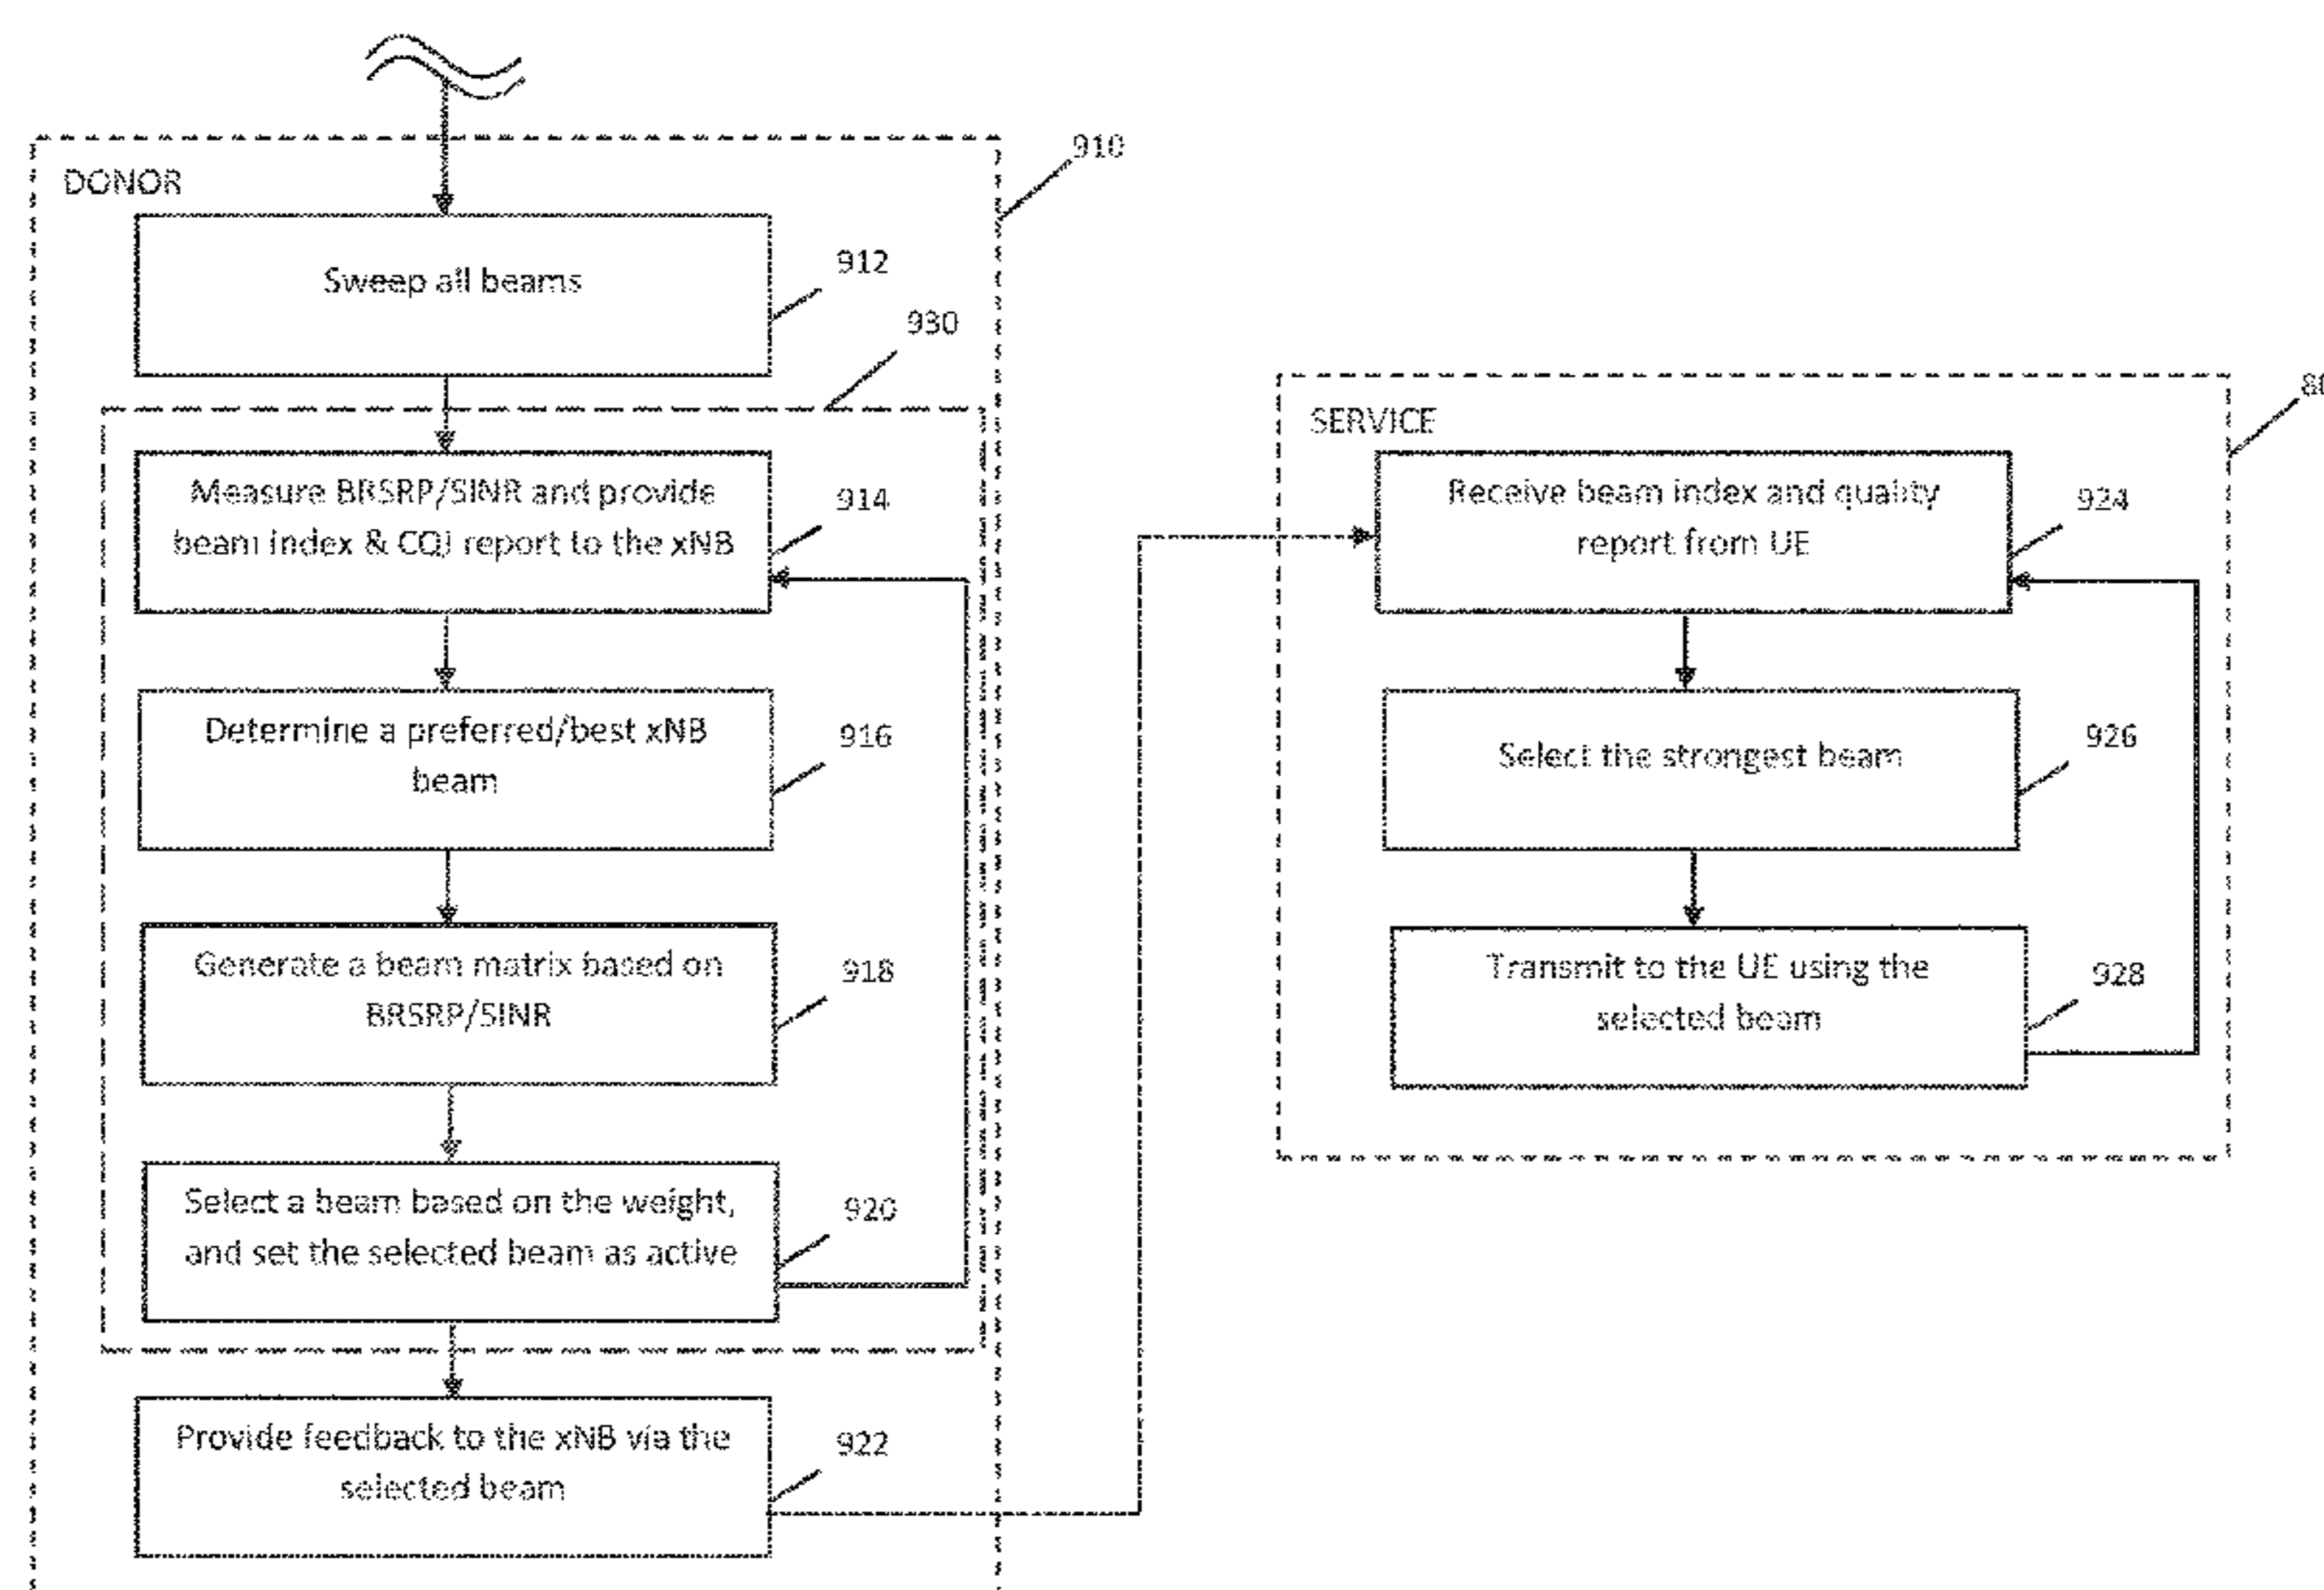 DONOR
910
Sweep all beams
912
930
Measure BRSRP/SINR and provide
beam index & CQI report to the xNB
914
Determine a preferred/best xNB
beam
916
Generate a beam matrix based on
BRSRP/SINR
918
Select a beam based on the weight,
and set the selected beam as active
920
Provide feedback to the xNB via the
selected beam
922
SERVICE
Receive beam index and quality
report from UE
924
Select the strongest beam
926
Transmit to the UE using the
selected beam
928